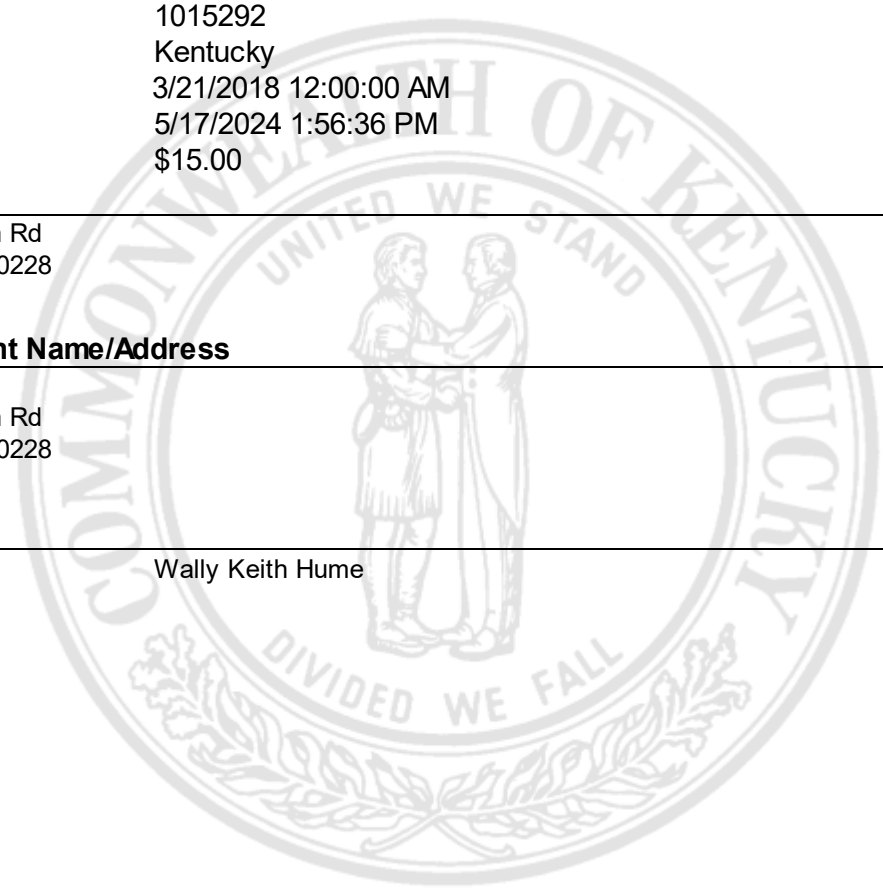 1015292
Kentucky
3/21/2018 12:00:00 AM
5/17/2024 1:56:36 PM
$15.00
Rd
0228
nt Name/Address
Rd
0228
Wally Keith Hume
COMMONWEALTH OF KENTUCKY
UNITED WE STAND
DIVIDED WE FALL